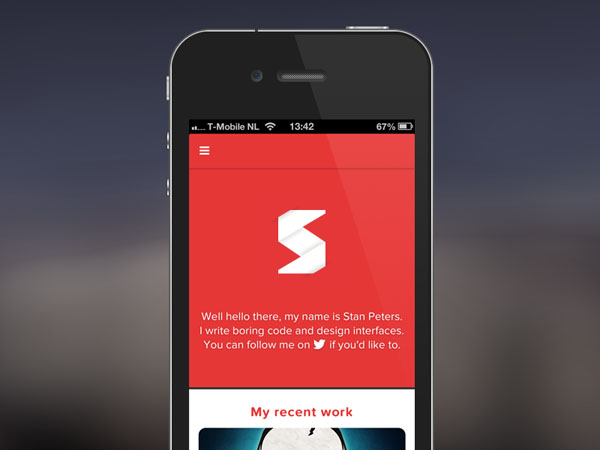 T-Mobile NL 13:42 67%
S
Well hello there, my name is Stan Peters.
I write boring code and design interfaces.
You can follow me on if you'd like to.
My recent work